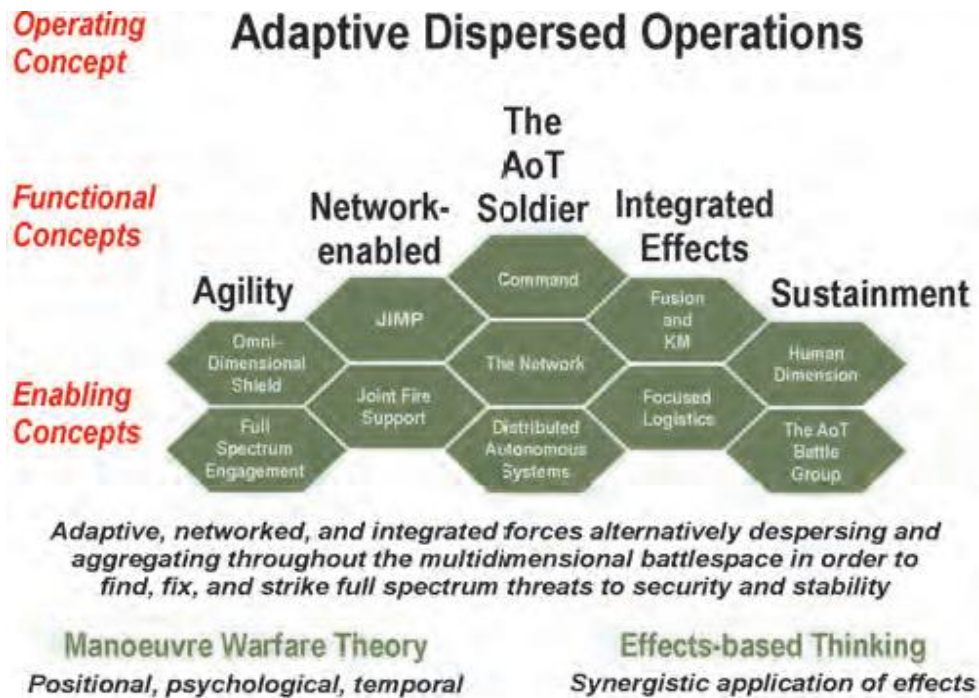 Operating
Concept
Adaptive Dispersed Operations
Functional
Concepts
Agility
Network-
enabled
The
AoT
Soldier
Integrated
Effects
Sustainment
Enabling
Concepts
Omni-
Dimensional
Shield
Full
Spectrum
Engagement
JIMP
Joint Fire
Support
Command
The Network
Distributed
Autonomous
Systems
Fusion
and
KM
Focused
Logistics
Human
Dimension
The AoT
Battle
Group
Adaptive, networked, and integrated forces alternatively despersing and
aggregating throughout the multidimensional battlespace in order to
find, fix, and strike full spectrum threats to security and stability
Manoeuvre Warfare Theory
Positional, psychological, temporal
Effects-based Thinking
Synergistic application of effects